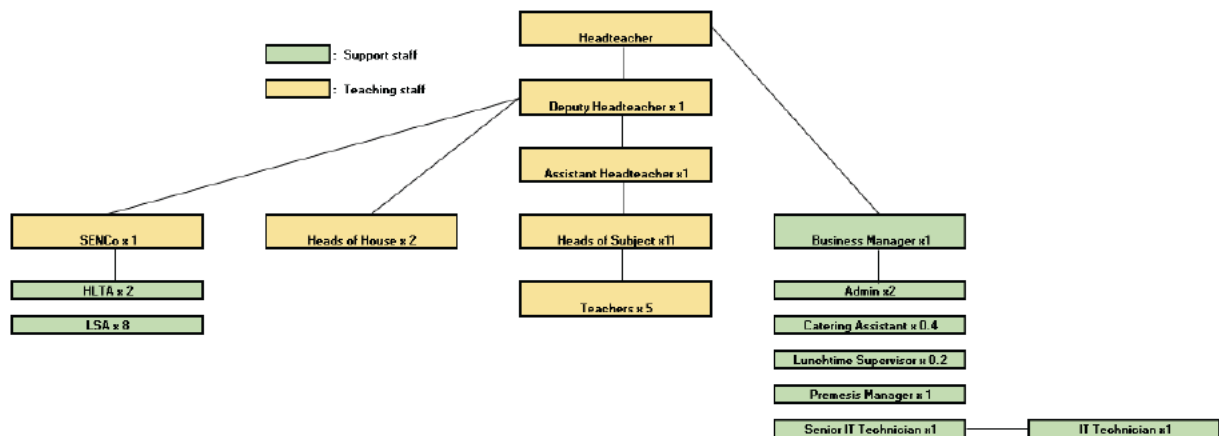 Headteacher
: Support staff
: Teaching staff
Deputy Headteacher x 1
Assistant Headteacher x1
SENCo x 1
Heads of House x 2
Heads of Subject x11
Business Manager x1
HLTA x 2
Teachers x 5
Admin x2
LSA x 8
Catering Assistant x 0.4
Lunchtime Supervisor x 0.2
Premesis Manager x 1
Senior IT Technician x1
IT Technician x1